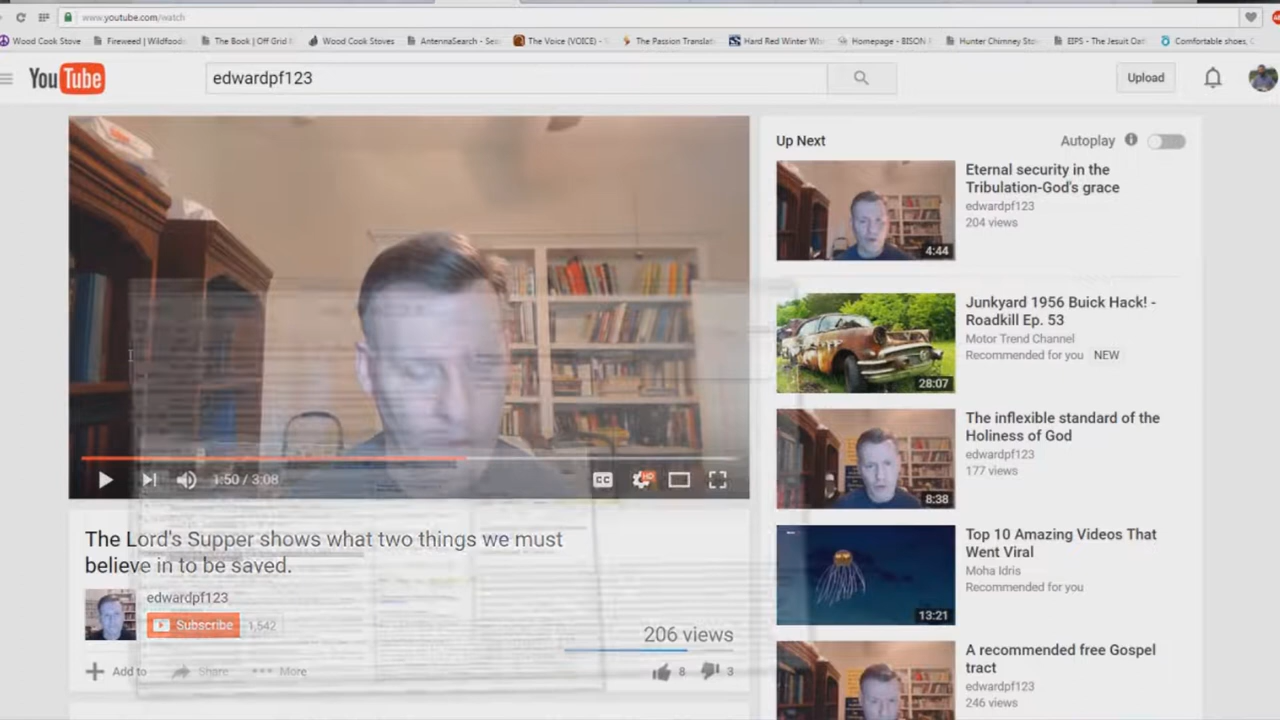 www.youtube.com/watch
Wood Cook Stove
Fireweed | Wildfoods
The Book | Off Grid
Wood Cook Stoves
AntennaSearch - Sea
The Voice (VOICE) -
The Passion Translat
Hard Red Winter
Homepage - BISON
Hunter Chimney Sto
EIPS - The Jesuit Oat
Comfortable shoes,
YouTube
edwardpf123
Upload
Up Next
Autoplay
Eternal security in the
Tribulation-God's grace
edwardpf123
204 views
4:44
Junkyard 1956 Buick Hack! -
Roadkill Ep. 53
Motor Trend Channel
Recommended for you NEW
28:07
The inflexible standard of the
Holiness of God
edwardpf123
177 views
8:38
Top 10 Amazing Videos That
Went Viral
Moha Idris
Recommended for you
13:21
A recommended free Gospel
tract
edwardpf123
246 views
1:50 / 3:08
CC
HD
The Lord's Supper shows what two things we must
believe in to be saved.
edwardpf123
Subscribe 1,542
206 views
Add to Share More
8 3